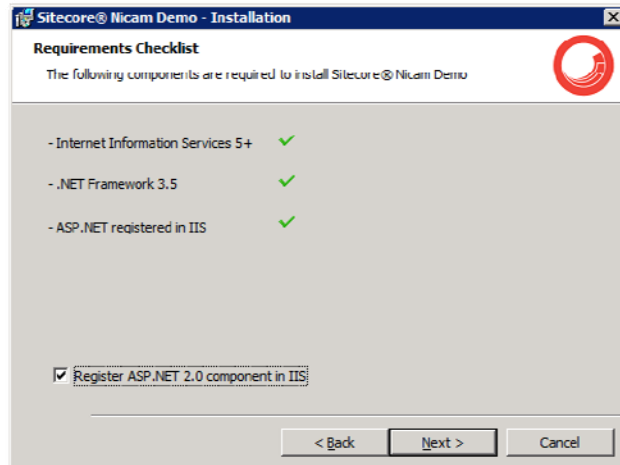 Sitecore® Nicam Demo - Installation
Requirements Checklist
The following components are required to install Sitecore® Nicam Demo
- Internet Information Services 5+
- .NET Framework 3.5
- ASP.NET registered in IIS
Register ASP.NET 2.0 component in IIS
< Back Next > Cancel